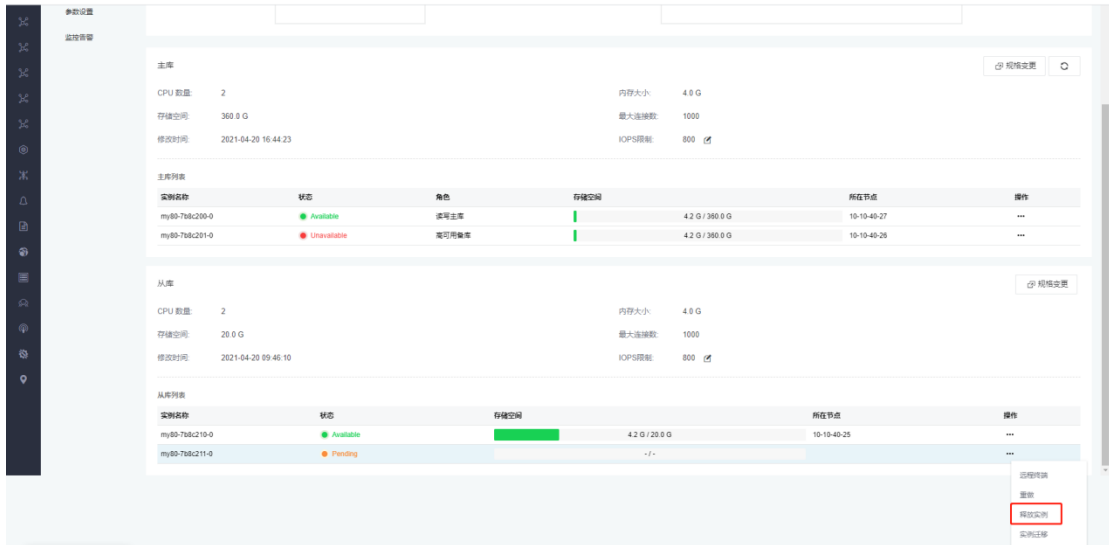 参数设置
监控告警
主库
规格变更
CPU 数量: 2 内存大小: 4.0 G
存储空间: 360.0 G 最大连接数: 1000
修改时间: 2021-04-20 16:44:23 IOPS限制: 800
主库列表
实例名称 状态 角色 存储空间 所在节点 操作
my80-7b8c200-0 Available 读写主库 4.2 G / 360.0 G 10-10-40-27 •••
my80-7b8c201-0 Unavailable 高可用备库 4.2 G / 360.0 G 10-10-40-26 •••
从库
规格变更
CPU 数量: 2 内存大小: 4.0 G
存储空间: 20.0 G 最大连接数: 1000
修改时间: 2021-04-20 09:46:10 IOPS限制: 800
从库列表
实例名称 状态 存储空间 所在节点 操作
my80-7b8c210-0 Available 4.2 G / 20.0 G 10-10-40-25 •••
my80-7b8c211-0 Pending - / - •••
远程终端
重做
释放实例
实例迁移